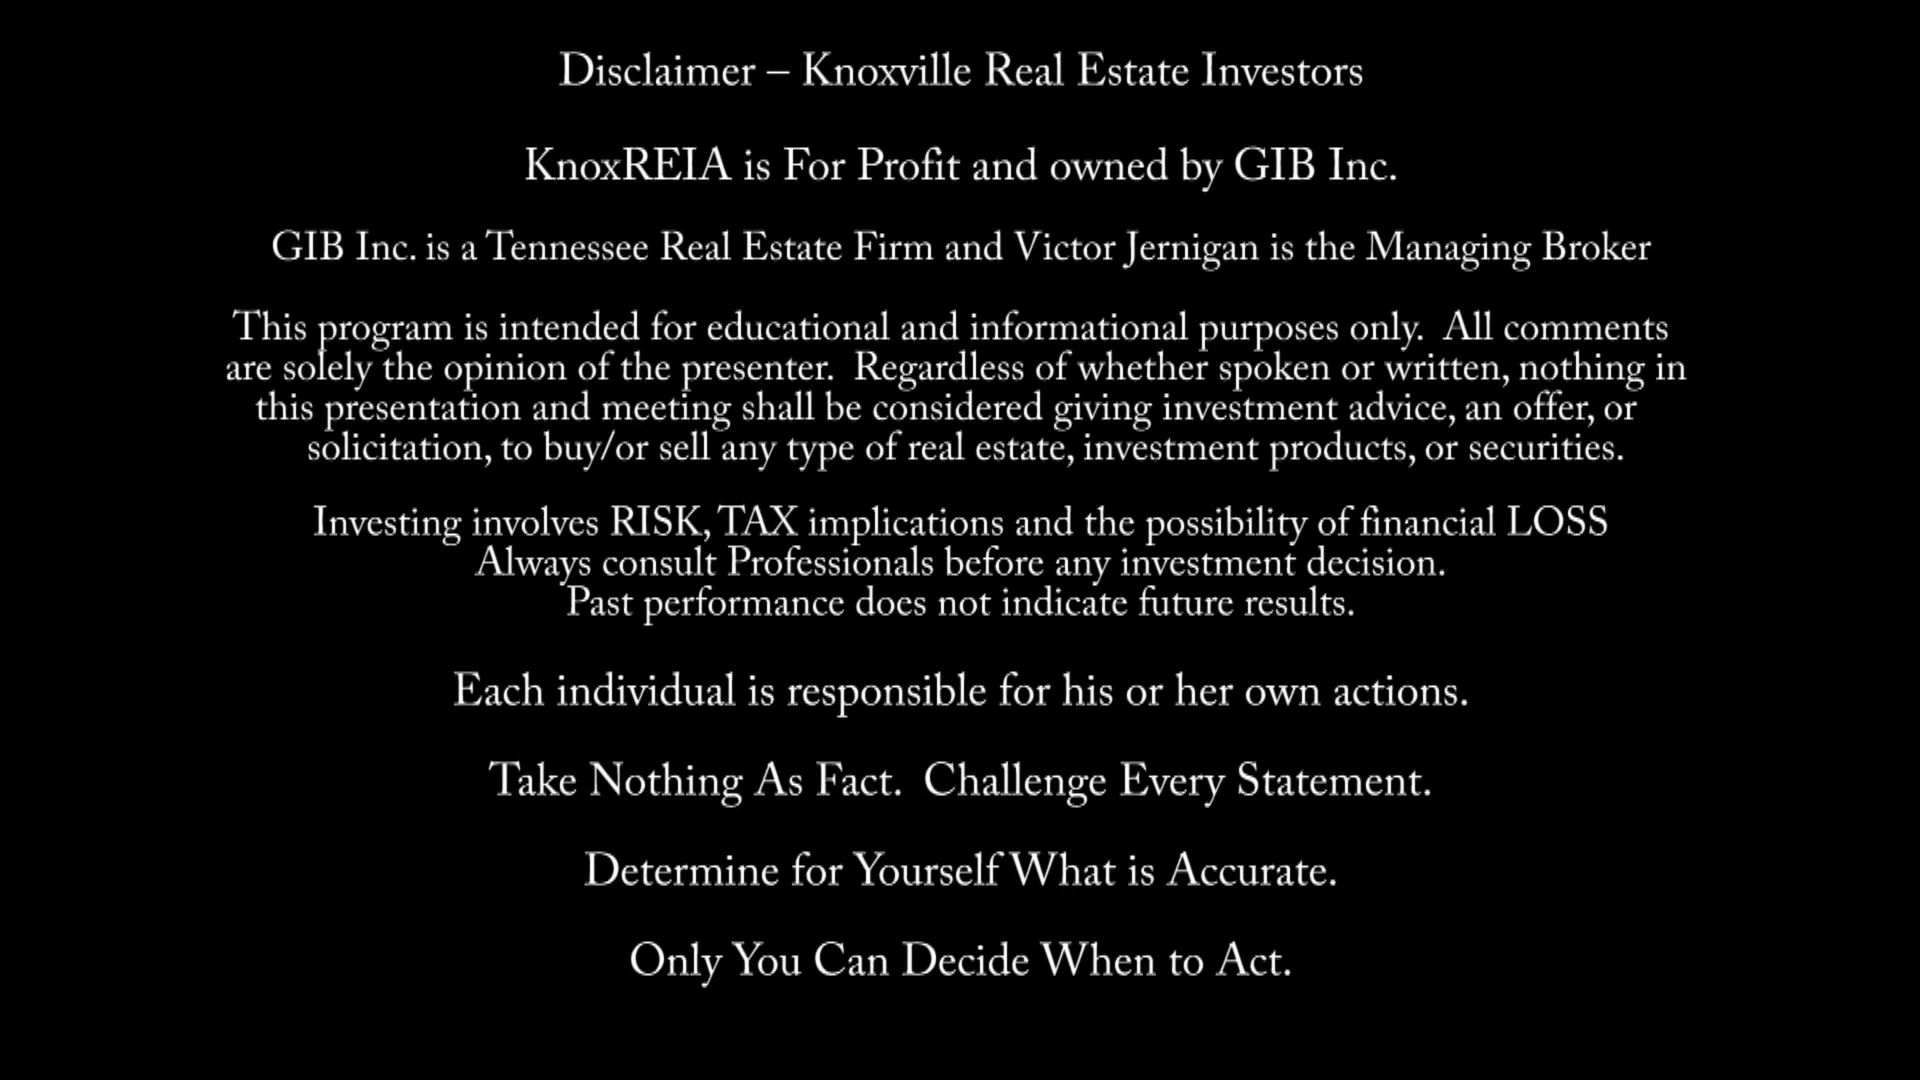 Disclaimer – Knoxville Real Estate Investors
KnoxREIA is For Profit and owned by GIB Inc.
GIB Inc. is a Tennessee Real Estate Firm and Victor Jernigan is the Managing Broker
This program is intended for educational and informational purposes only.  All comments
are solely the opinion of the presenter.  Regardless of whether spoken or written, nothing in
this presentation and meeting shall be considered giving investment advice, an offer, or
solicitation, to buy/or sell any type of real estate, investment products, or securities.
Investing involves RISK, TAX implications and the possibility of financial LOSS
Always consult Professionals before any investment decision.
Past performance does not indicate future results.
Each individual is responsible for his or her own actions.
Take Nothing As Fact.  Challenge Every Statement.
Determine for Yourself What is Accurate.
Only You Can Decide When to Act.